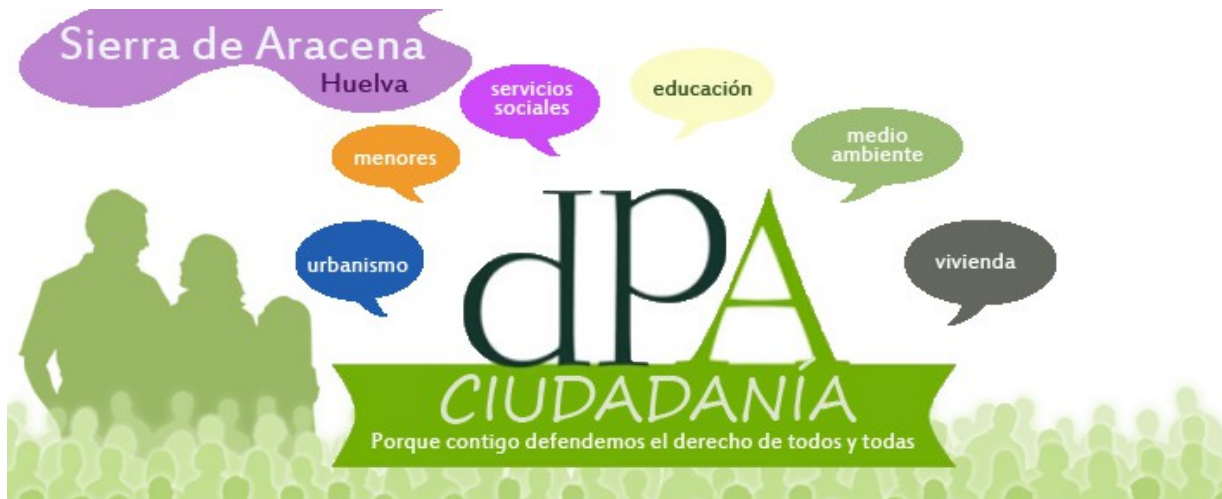 Sierra de Aracena
Huelva
servicios
sociales
educación
menores
medio
ambiente
urbanismo
vivienda
dPA
CIUDADANÍA
Porque contigo defendemos el derecho de todos y todas